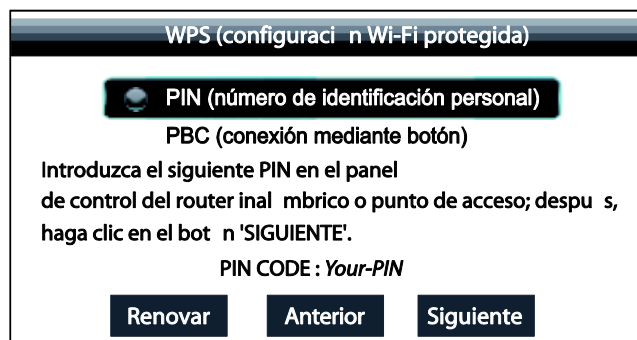 WPS (configuraci n Wi-Fi protegida)
PIN (número de identificación personal)
PBC (conexión mediante botón)
Introduzca el siguiente PIN en el panel
de control del router inal mbrico o punto de acceso; despu s,
haga clic en el bot n 'SIGUIENTE'.
PIN CODE : Your-PIN
Renovar Anterior Siguiente